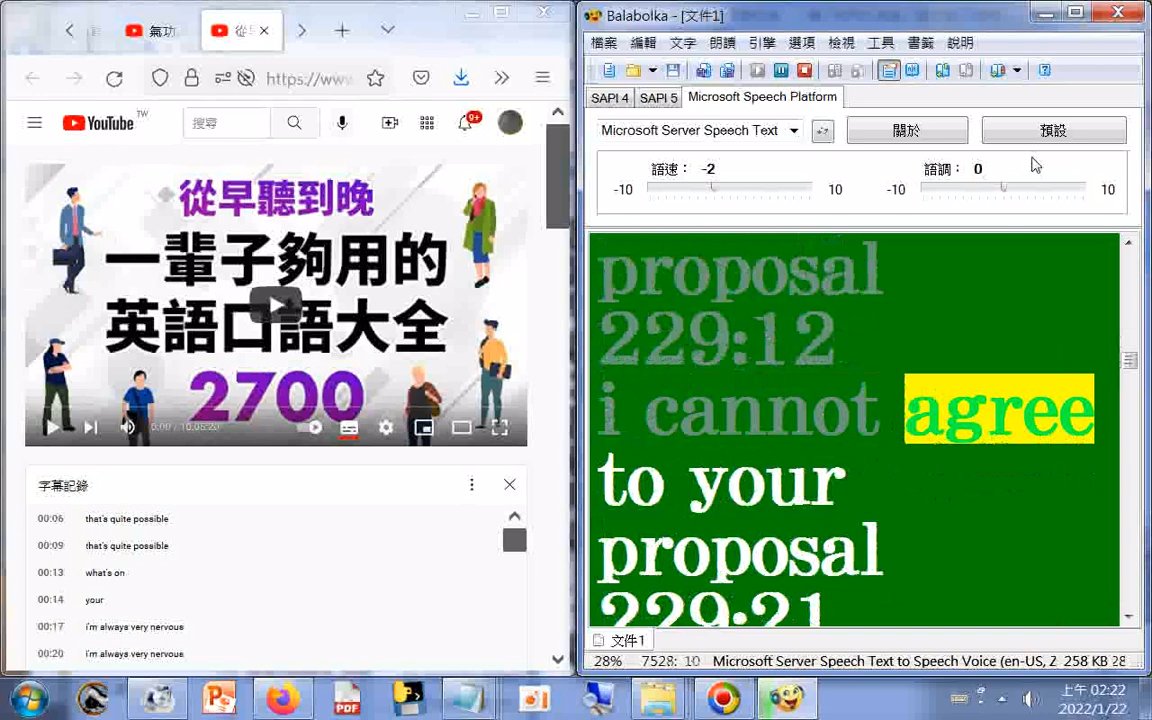 氣功
從
https://www
YouTube TW
搜尋
9+
從早聽到晚
一輩子夠用的
英語口語大全
2700
0:00 / 10:05:20
字幕記錄
00:06 that's quite possible
00:09 that's quite possible
00:13 what's on
00:14 your
00:17 i'm always very nervous
00:20 i'm always very nervous
Balabolka - [文件1]
檔案 編輯 文字 朗讀 引擎 選項 檢視 工具 書籤 說明
SAPI 4 SAPI 5 Microsoft Speech Platform
Microsoft Server Speech Text 關於 預設
語速： -2 語調： 0
-10 10 -10 10
proposal
229:12
i cannot agree
to your
proposal
229:21
文件1
28% 7528: 10 Microsoft Server Speech Text to Speech Voice (en-US, Z 258 KB 28
PDF
上午 02:22
2022/1/22